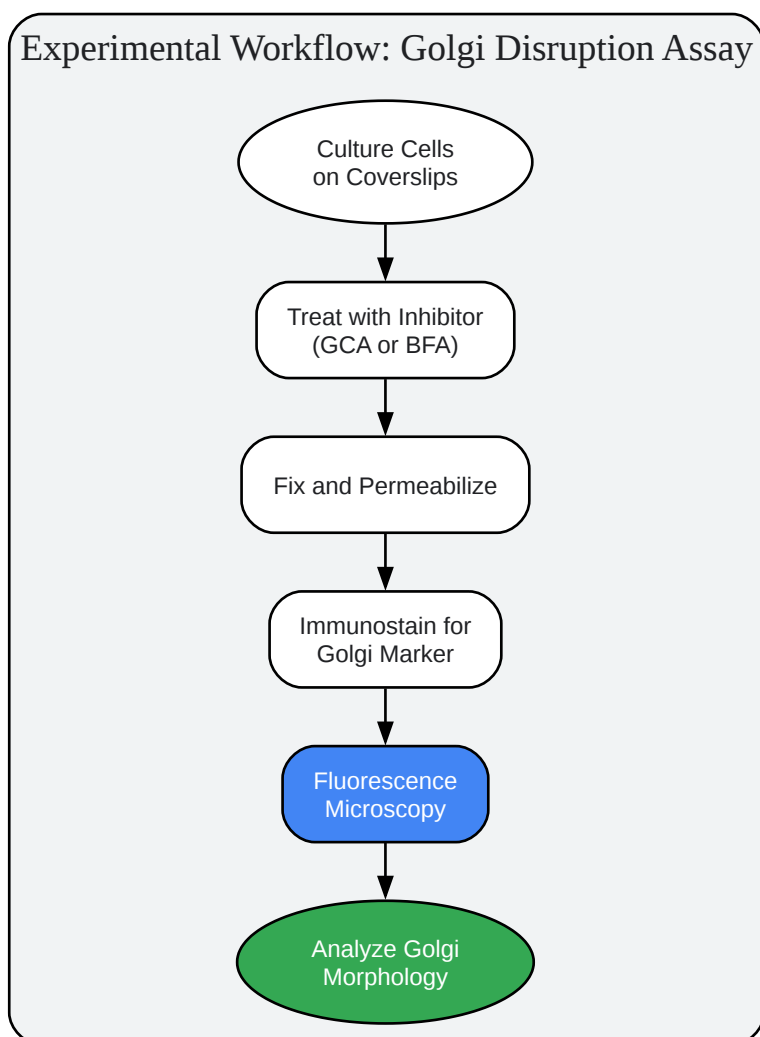 Experimental Workflow: Golgi Disruption Assay
Culture Cells
on Coverslips
Treat with Inhibitor
(GCA or BFA)
Fix and Permeabilize
Immunostain for
Golgi Marker
Fluorescence
Microscopy
Analyze Golgi
Morphology